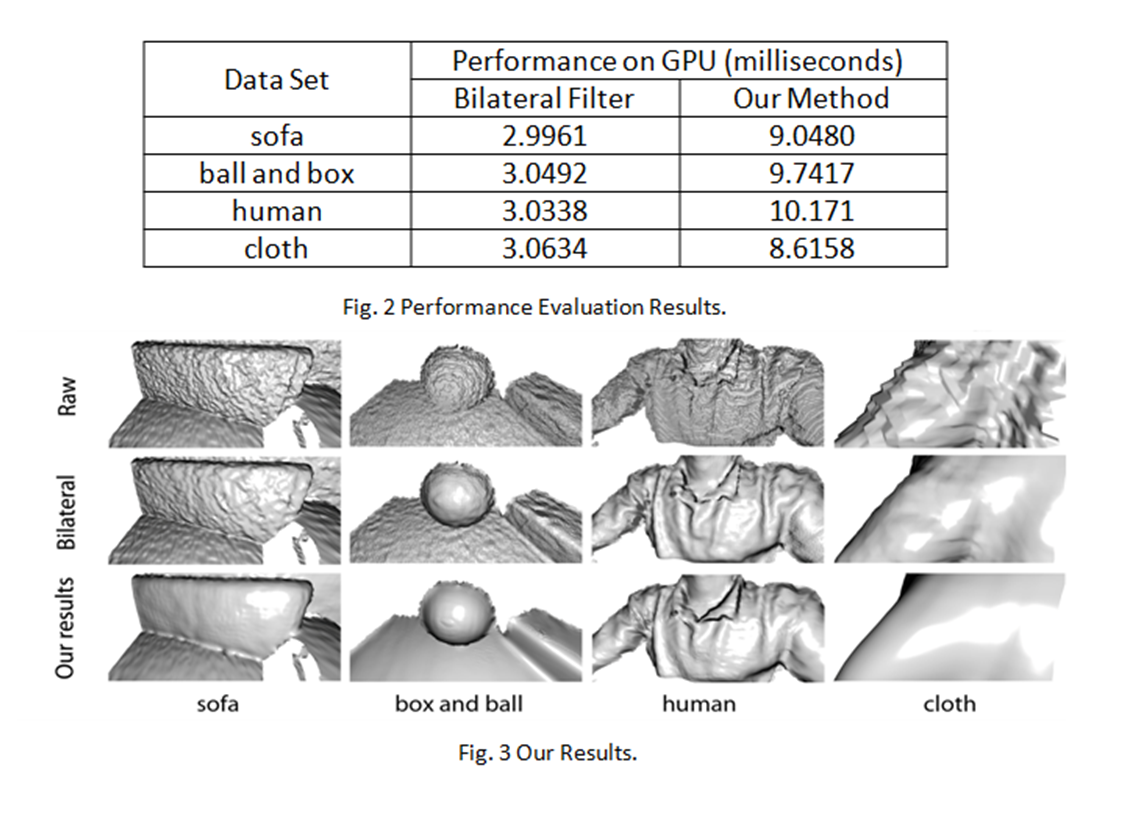 Data Set
Performance on GPU (milliseconds)
Bilateral Filter Our Method
sofa 2.9961 9.0480
ball and box 3.0492 9.7417
human 3.0338 10.171
cloth 3.0634 8.6158
Fig. 2 Performance Evaluation Results.
Raw
Bilateral
Our results
sofa box and ball human cloth
Fig. 3 Our Results.